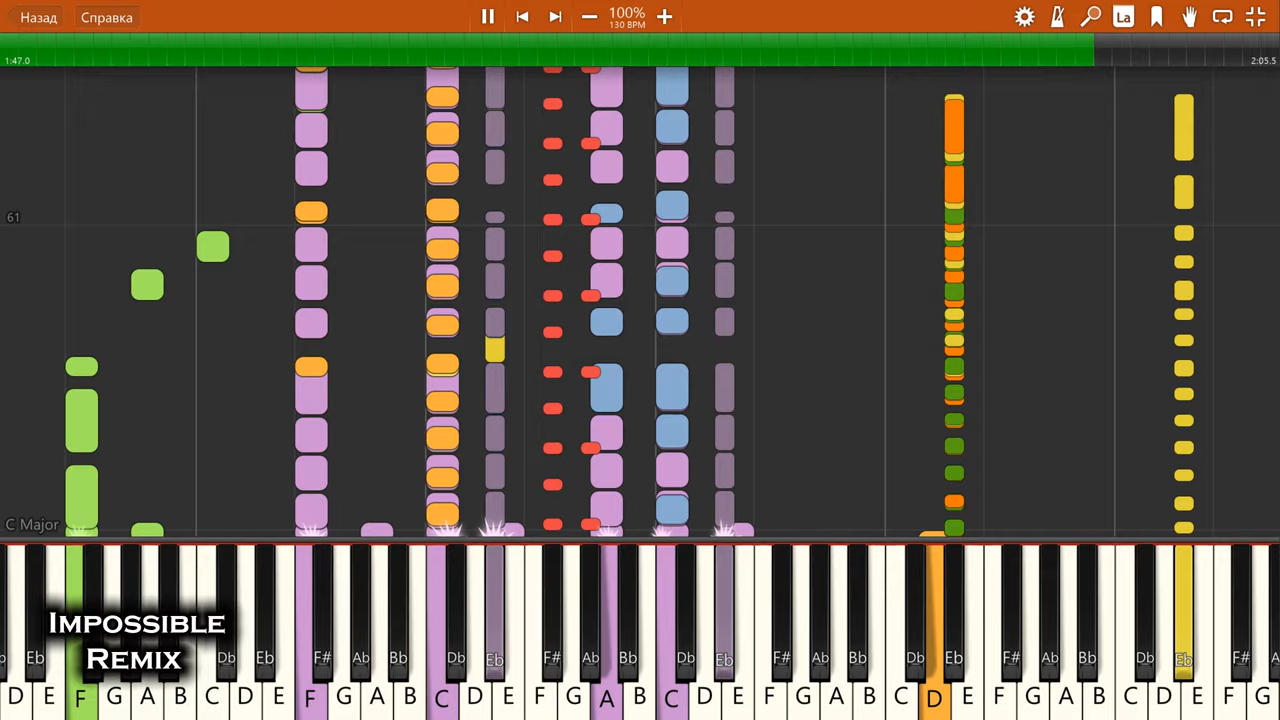 Назад Справка 100% La
130 BPM
1:47.0 2:05.5
61
C Major
Impossible
Remix
Eb Db Eb F# Ab Bb Db Eb F# Ab Bb Db Eb F# Ab Bb Db Eb F# Ab Bb Db Eb F#
D E F G A B C D E F G A B C D E F G A B C D E F G A B C D E F G A B C D E F G